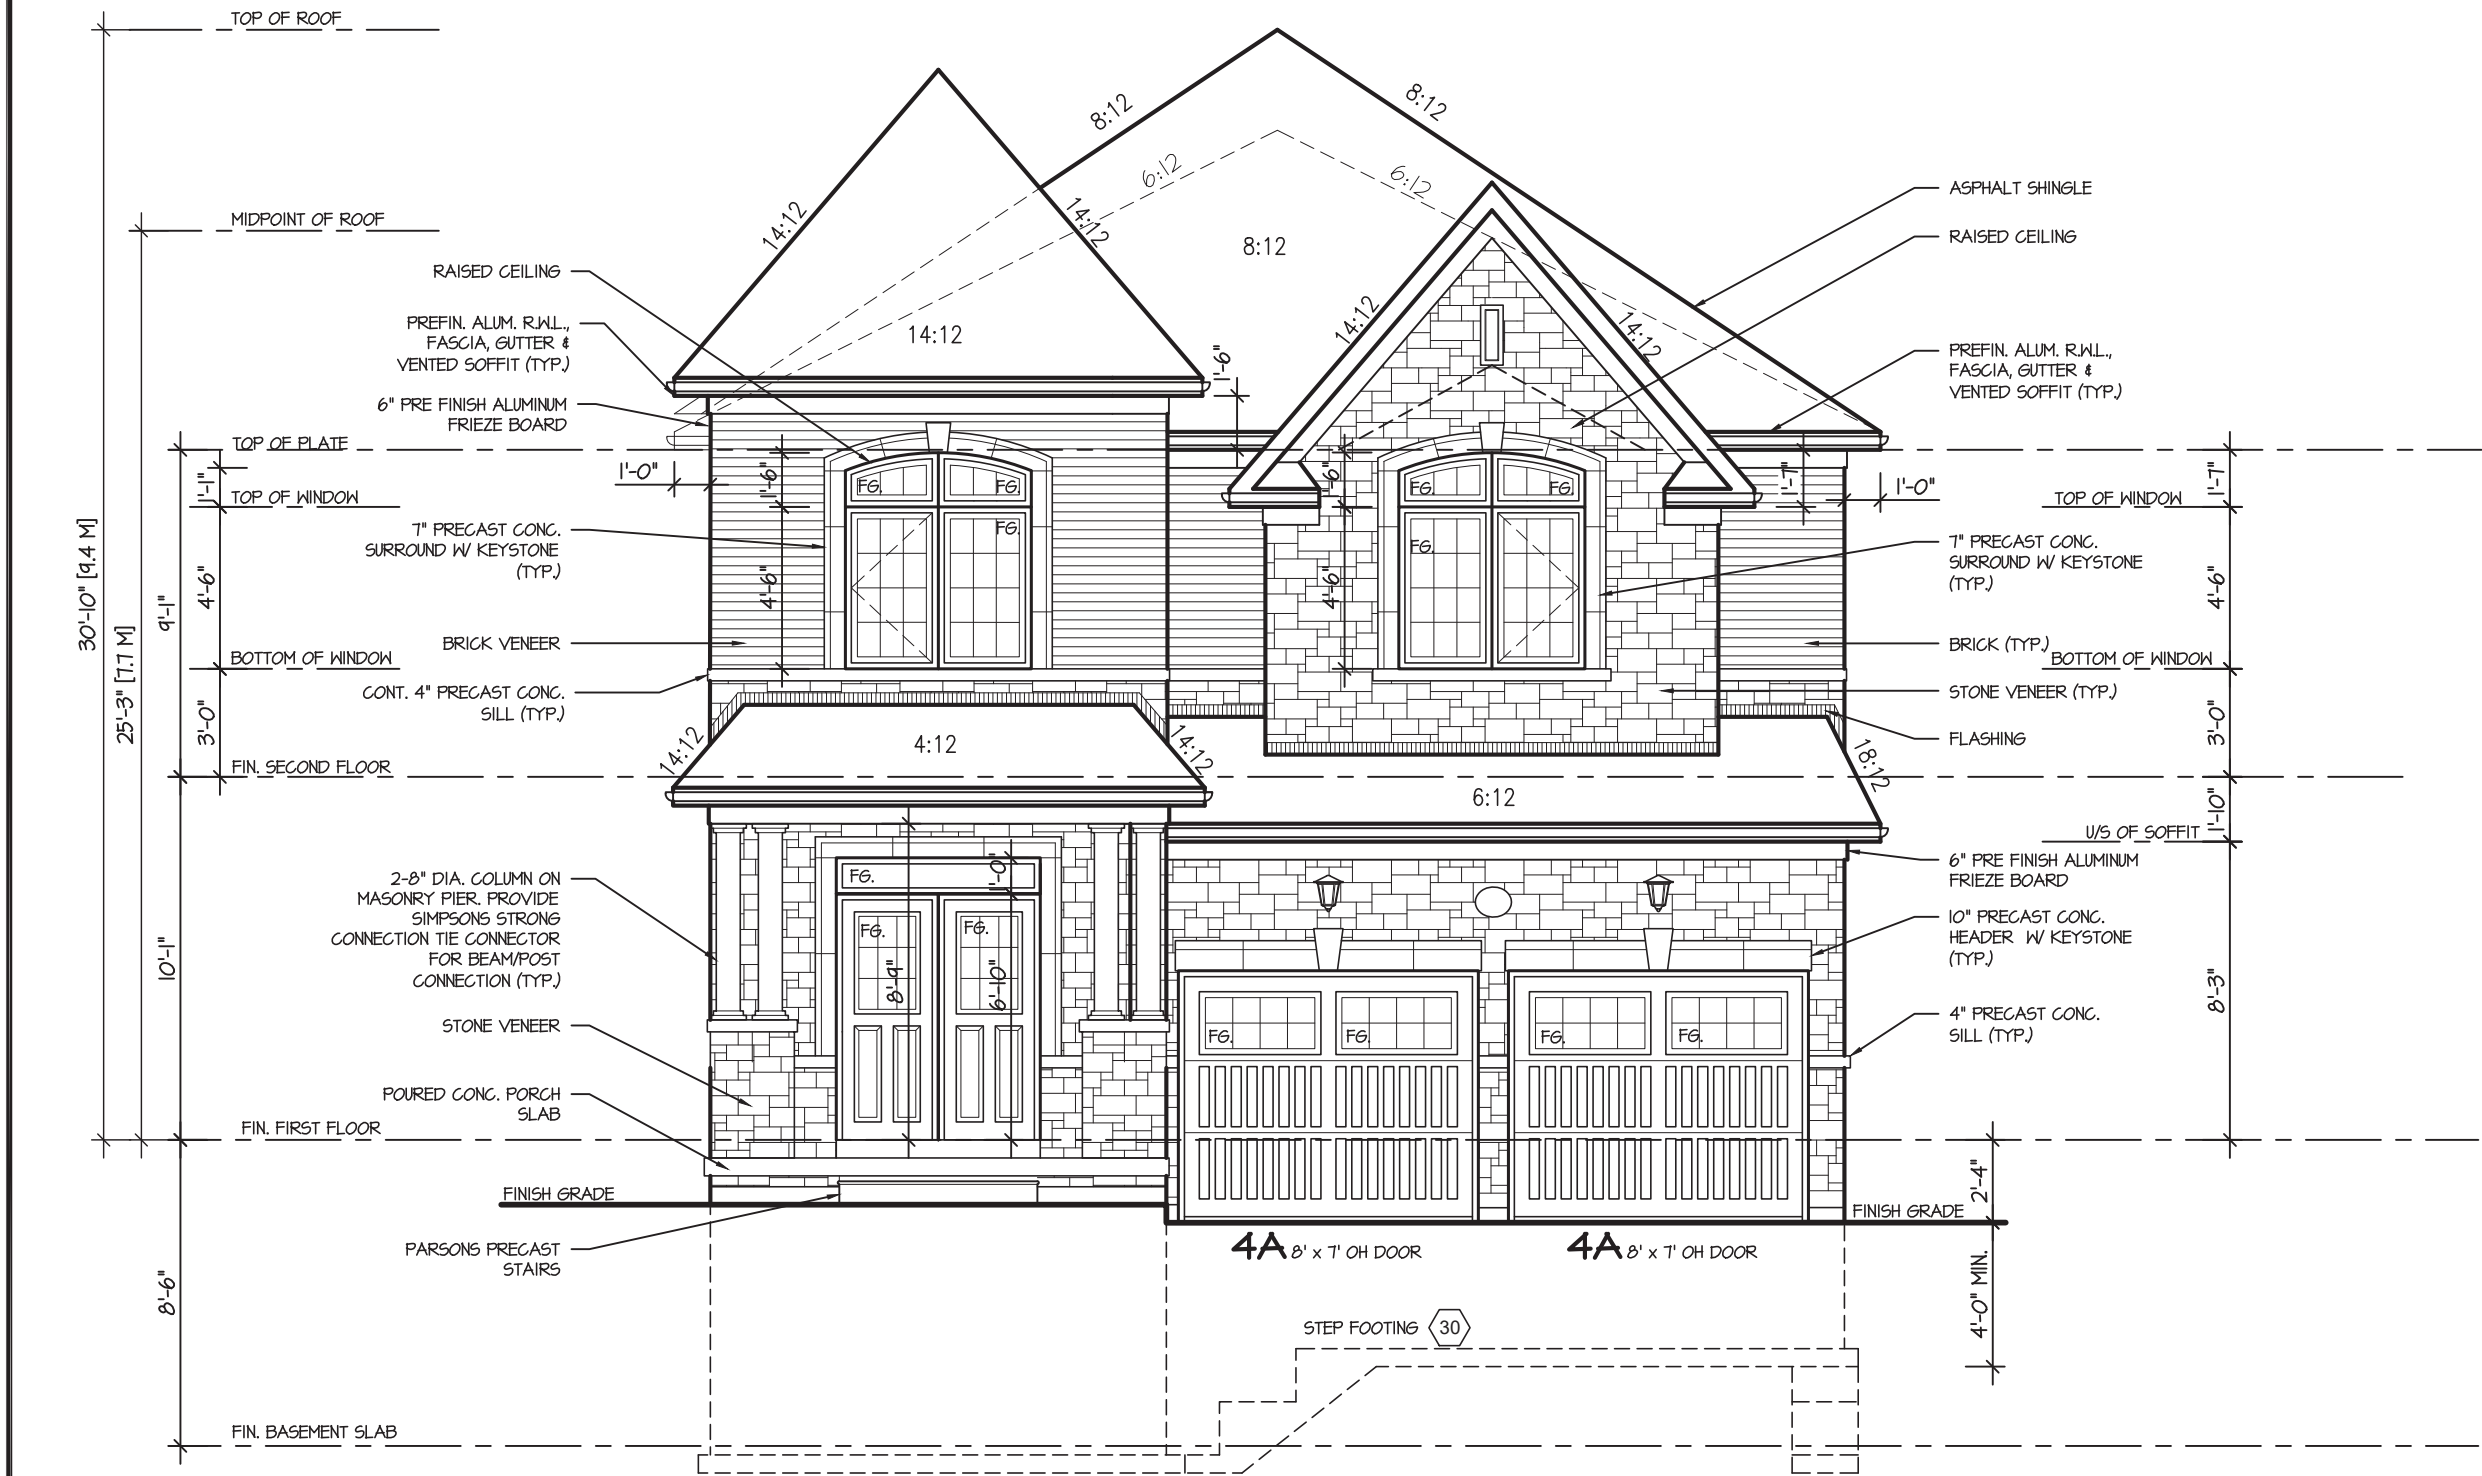 TOP OF ROOF
MIDPOINT OF ROOF
RAISED CEILING
PREFIN. ALUM. R.W.L.,
FASCIA, GUTTER &
VENTED SOFFIT (TYP.)
6" PRE FINISH ALUMINUM
FRIEZE BOARD
TOP OF PLATE
TOP OF WINDOW
7" PRECAST CONC.
SURROUND W/ KEYSTONE
(TYP.)
BRICK VENEER
BOTTOM OF WINDOW
CONT. 4" PRECAST CONC.
SILL (TYP.)
FIN. SECOND FLOOR
2-8" DIA. COLUMN ON
MASONRY PIER. PROVIDE
SIMPSONS STRONG
CONNECTION TIE CONNECTOR
FOR BEAM/POST
CONNECTION (TYP.)
STONE VENEER
POURED CONC. PORCH
SLAB
FIN. FIRST FLOOR
FINISH GRADE
PARSONS PRECAST
STAIRS
FIN. BASEMENT SLAB
30'-10" [9.4 M]
25'-3" [7.7 M]
9'-1"
10'-1"
8'-6"
1'-1"
4'-6"
3'-0"
1'-0"
8:12
8:12
6:12
6:12
14:12
14:12
8:12
14:12
14:12
14:12
1'-6"
1'-6"
4'-6"
FG.
FG.
FG.
1'-6"
4'-6"
FG.
FG.
FG.
1'-7"
1'-0"
14:12
4:12
14:12
6:12
18:12
FG.
1'-0"
FG.
FG.
8'-9"
6'-10"
FG.
FG.
FG.
FG.
4A 8' x 7' OH DOOR
4A 8' x 7' OH DOOR
STEP FOOTING 30
ASPHALT SHINGLE
RAISED CEILING
PREFIN. ALUM. R.W.L.,
FASCIA, GUTTER &
VENTED SOFFIT (TYP.)
TOP OF WINDOW
7" PRECAST CONC.
SURROUND W/ KEYSTONE
(TYP.)
BRICK (TYP.)
BOTTOM OF WINDOW
STONE VENEER (TYP.)
FLASHING
U/S OF SOFFIT
6" PRE FINISH ALUMINUM
FRIEZE BOARD
10" PRECAST CONC.
HEADER W/ KEYSTONE
(TYP.)
4" PRECAST CONC.
SILL (TYP.)
FINISH GRADE
1'-7"
4'-6"
3'-0"
1'-10"
8'-3"
2'-4"
4'-0" MIN.